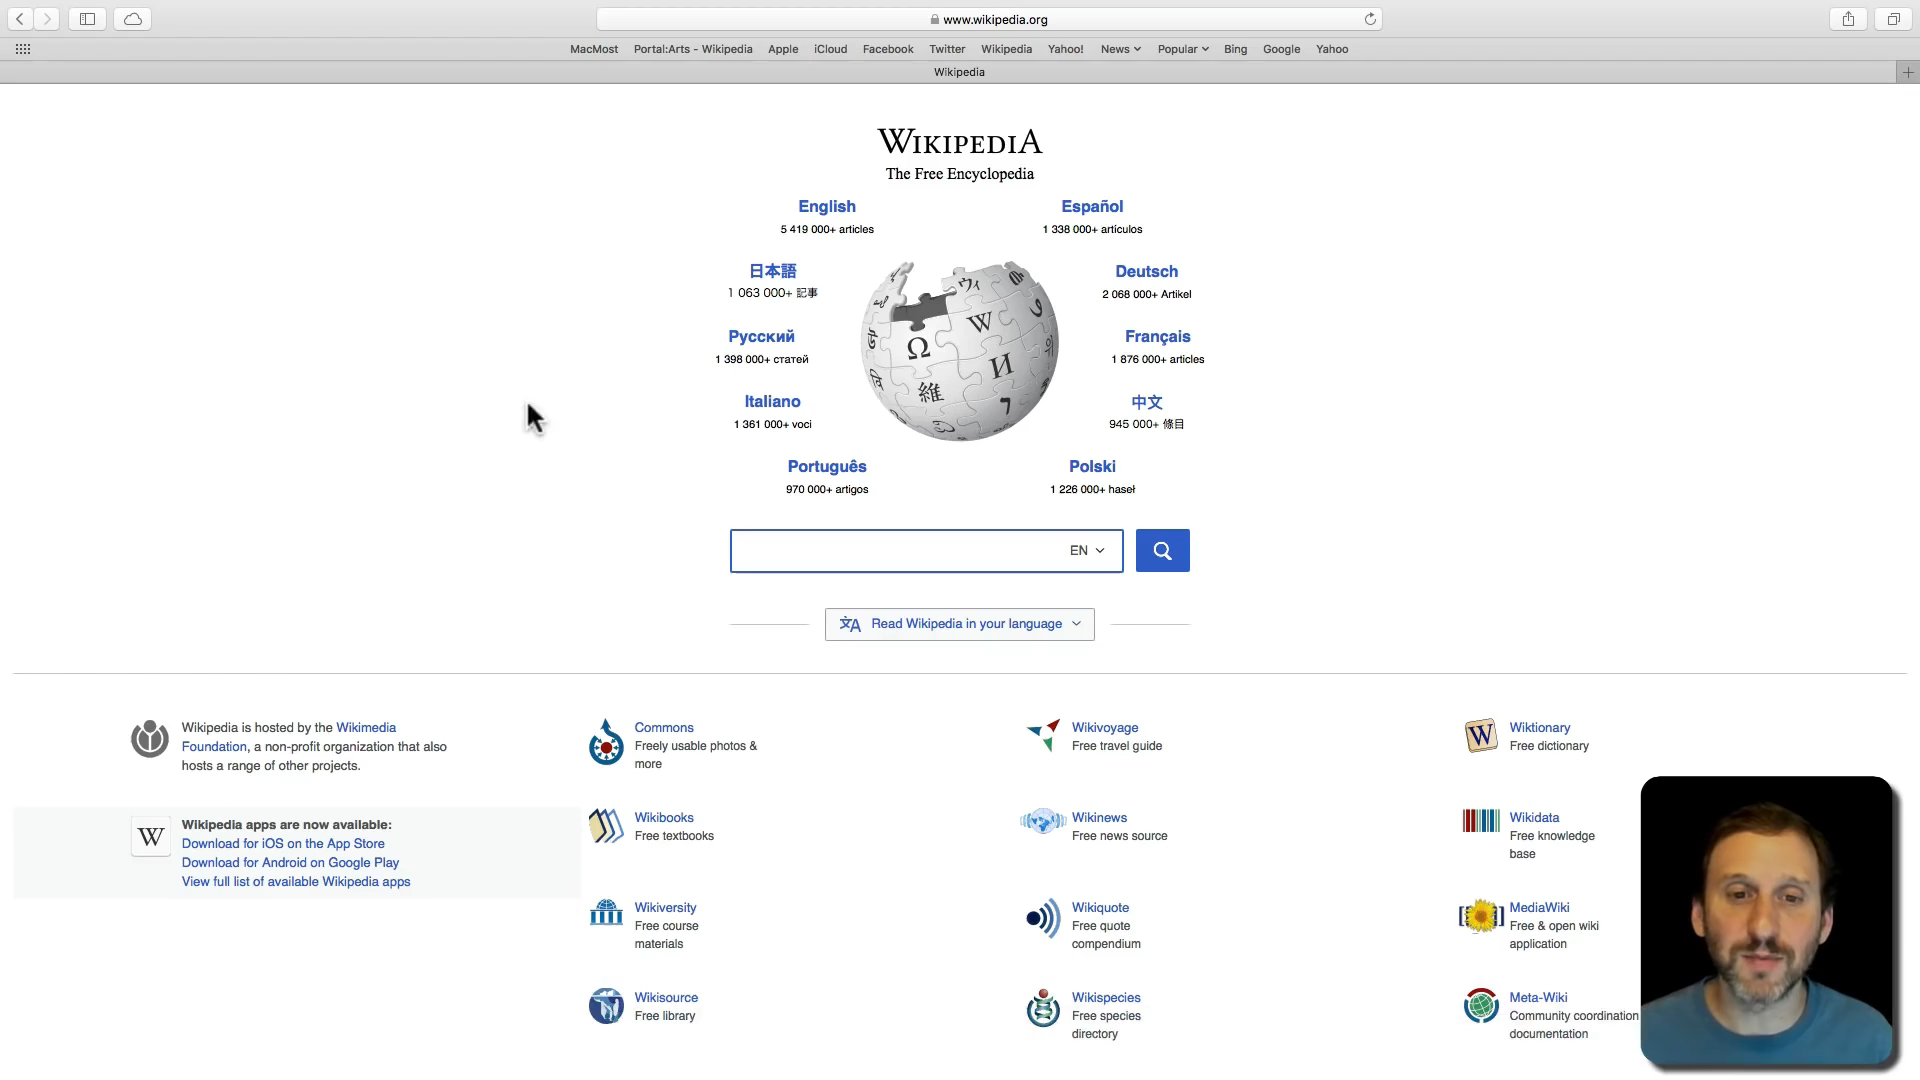 www.wikipedia.org
MacMost Portal:Arts - Wikipedia Apple iCloud Facebook Twitter Wikipedia Yahoo! News Popular Bing Google Yahoo
Wikipedia
WIKIPEDIA
The Free Encyclopedia
English
5 419 000+ articles
Español
1 338 000+ artículos
日本語
1 063 000+ 記事
Deutsch
2 068 000+ Artikel
Русский
1 398 000+ статей
Français
1 876 000+ articles
Italiano
1 361 000+ voci
中文
945 000+ 條目
Português
970 000+ artigos
Polski
1 226 000+ haseł
Ω
W
И
維
ウィ
EN
Read Wikipedia in your language
Wikipedia is hosted by the Wikimedia
Foundation, a non-profit organization that also
hosts a range of other projects.
W
Wikipedia apps are now available:
Download for iOS on the App Store
Download for Android on Google Play
View full list of available Wikipedia apps
Commons
Freely usable photos &
more
Wikivoyage
Free travel guide
W
Wiktionary
Free dictionary
Wikibooks
Free textbooks
Wikinews
Free news source
Wikidata
Free knowledge
base
Wikiversity
Free course
materials
Wikiquote
Free quote
compendium
MediaWiki
Free & open wiki
application
Wikisource
Free library
Wikispecies
Free species
directory
Meta-Wiki
Community coordination
documentation